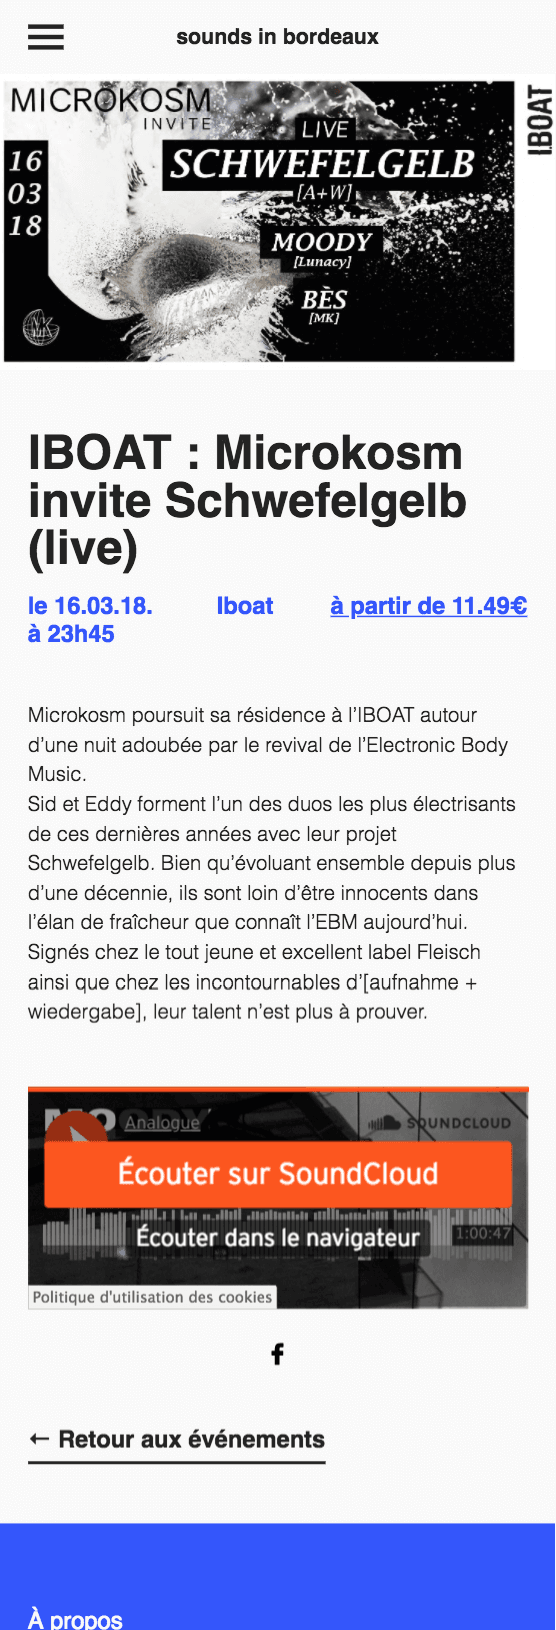 sounds in bordeaux
MICROKOSM
INVITE
I.BOAT
16
03
18
LIVE
SCHWEFELGELB
[A+W]
MOODY
[Lunacy]
BÈS
[MK]
IBOAT : Microkosm
invite Schwefelgelb
(live)
le 16.03.18.
à 23h45
Iboat
à partir de 11.49€
Microkosm poursuit sa résidence à l’IBOAT autour
d’une nuit adoubée par le revival de l’Electronic Body
Music.
Sid et Eddy forment l’un des duos les plus électrisants
de ces dernières années avec leur projet
Schwefelgelb. Bien qu’évoluant ensemble depuis plus
d’une décennie, ils sont loin d’être innocents dans
l’élan de fraîcheur que connaît l’EBM aujourd’hui.
Signés chez le tout jeune et excellent label Fleisch
ainsi que chez les incontournables d’[aufnahme +
wiedergabe], leur talent n’est plus à prouver.
Analogue
SOUNDCLOUD
Écouter sur SoundCloud
Écouter dans le navigateur
1:00:47
Politique d'utilisation des cookies
← Retour aux événements
À propos